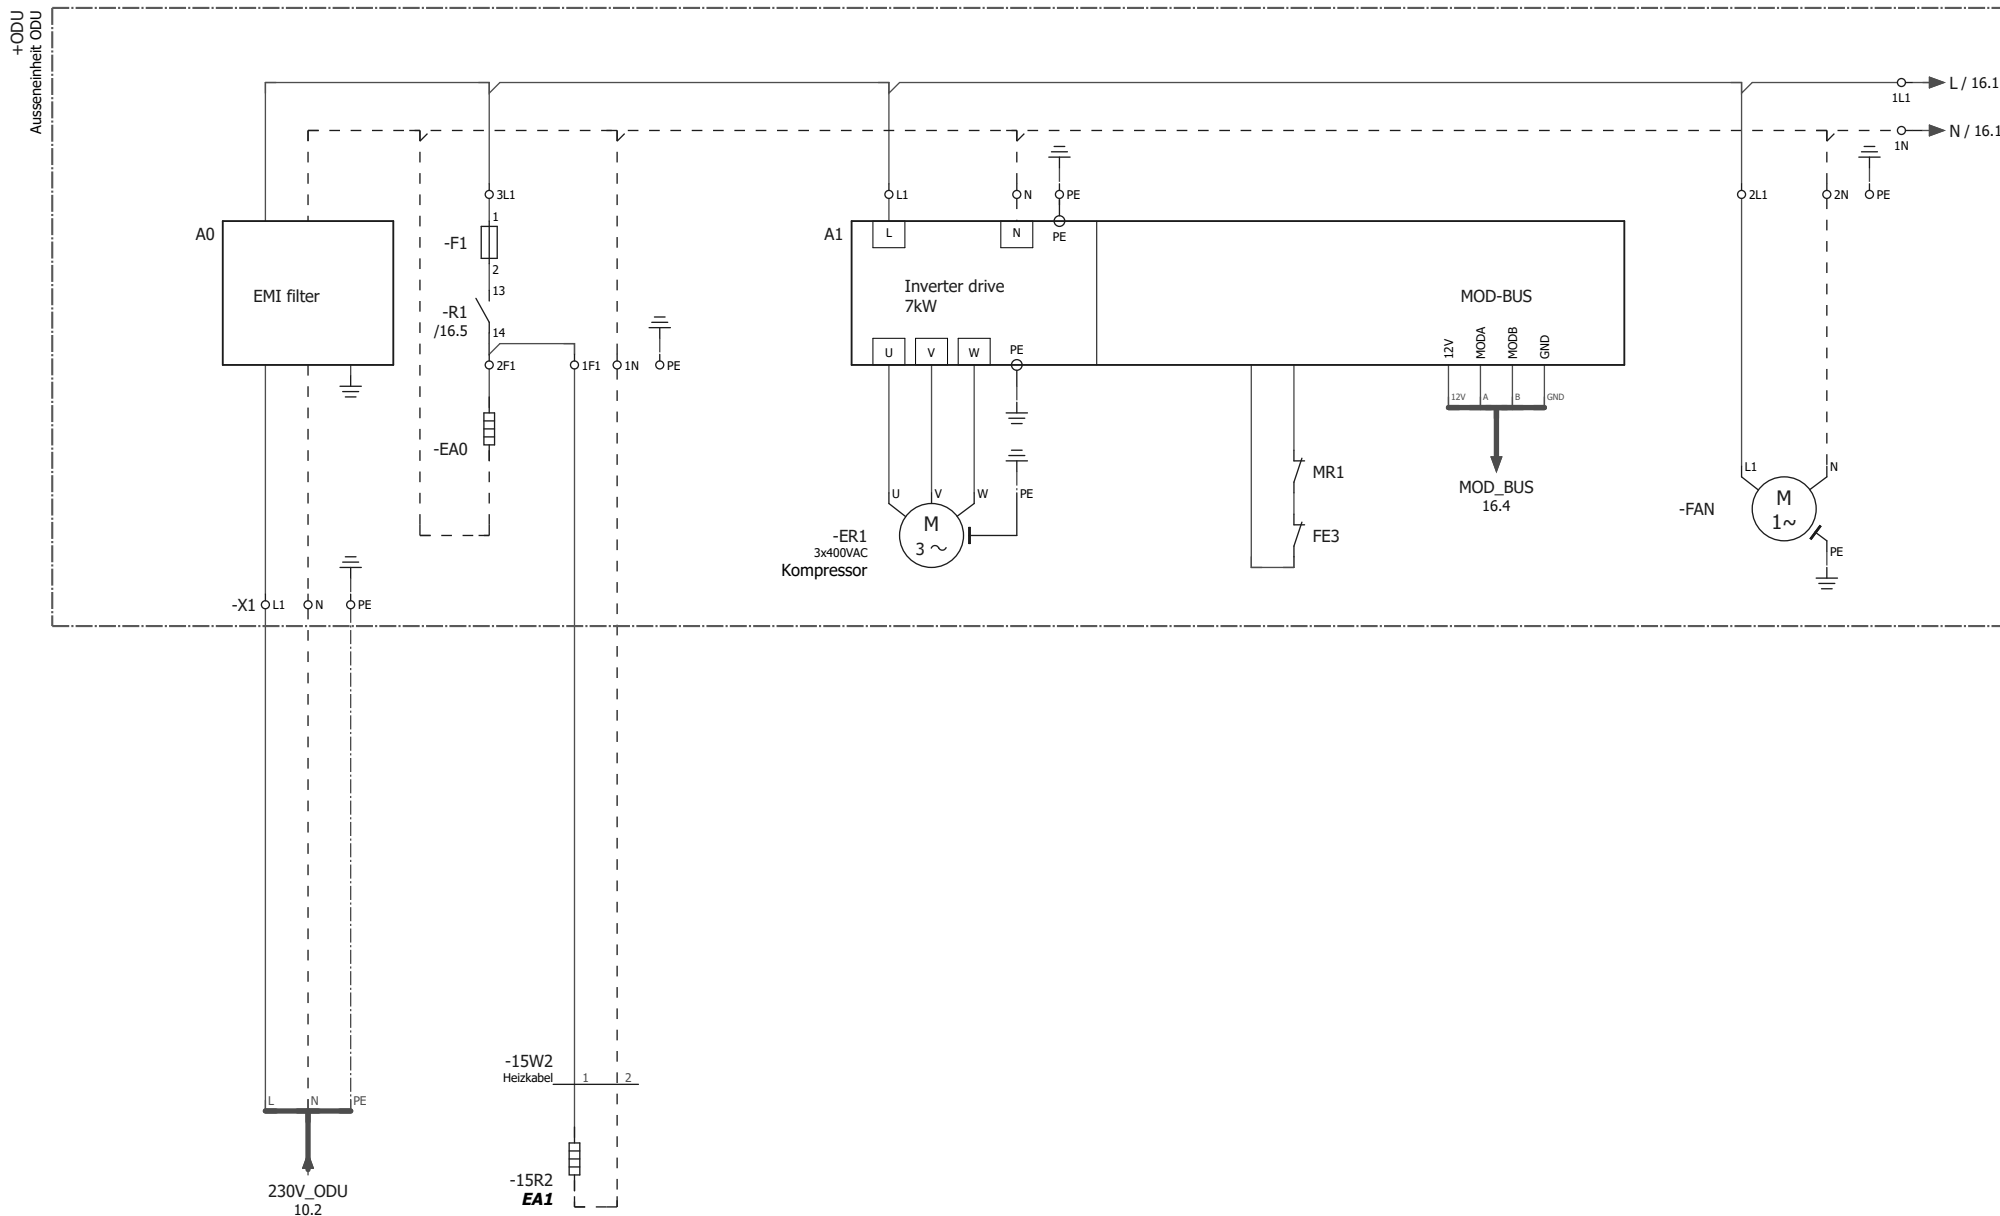 +ODU
Ausseneinheit ODU
1L1
L / 16.1
1N
N / 16.1
3L1
L1
N
PE
2L1
2N
PE
A0
EMI filter
1
-F1
2
13
-R1
/16.5
14
2F1
1F1
1N
PE
-EA0
A1
L
N
PE
Inverter drive
7kW
MOD-BUS
U
V
W
PE
12V
MODA
MODB
GND
12V
A
B
GND
MOD_BUS
16.4
U
V
W
PE
-ER1
3x400VAC
Kompressor
M
3 ~
MR1
FE3
L1
N
-FAN
M
1~
PE
-X1
L1
N
PE
-15W2
Heizkabel
1
2
L
N
PE
230V_ODU
10.2
-15R2
EA1